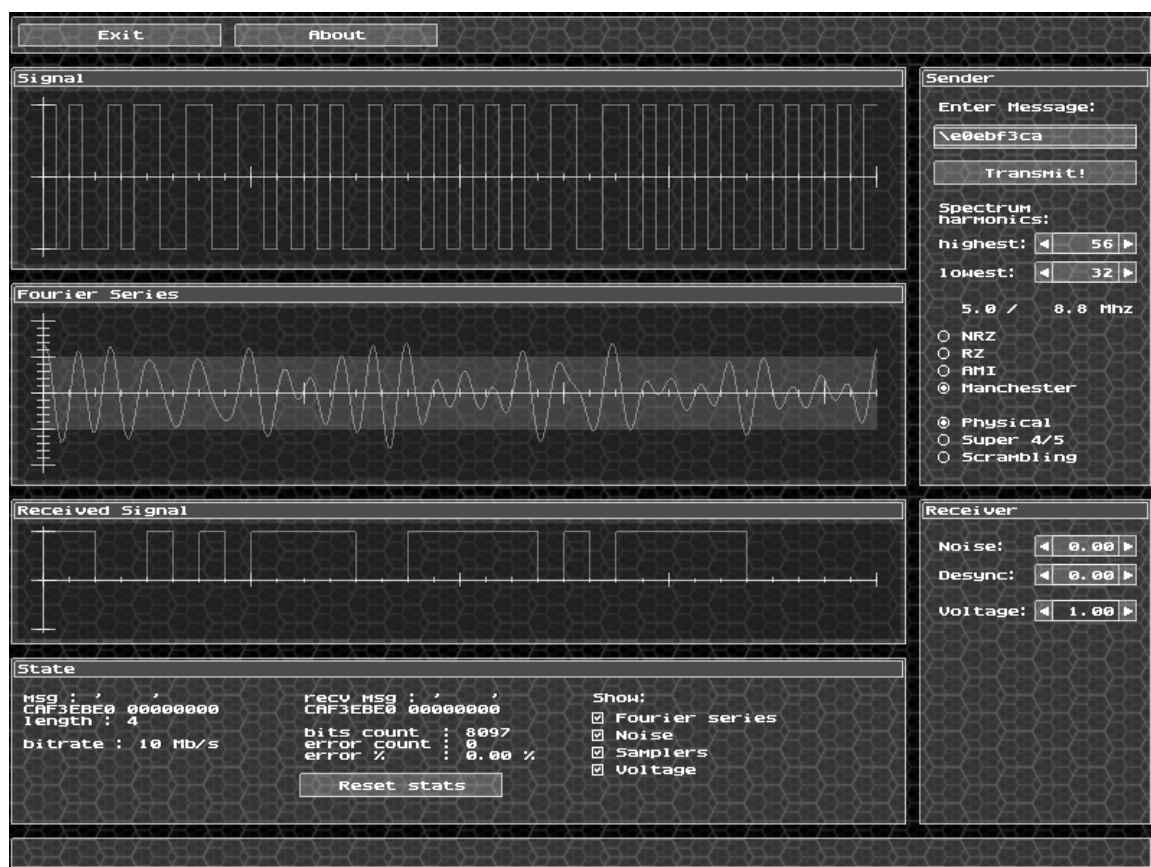 Exit About
Signal
Fourier Series
Received Signal
State
msg : ' '
CAF3EBE0 00000000
length : 4
bitrate : 10 Mb/s
recv msg : ' '
CAF3EBE0 00000000
bits count : 8097
error count : 0
error % : 0.00 %
Reset stats
Show:
Fourier series
Noise
Samplers
Voltage
Sender
Enter Message:
\e0ebf3ca
Transmit!
Spectrum
harmonics:
highest: 56
lowest: 32
5.0 / 8.8 Mhz
NRZ
RZ
AMI
Manchester
Physical
Super 4/5
Scrambling
Receiver
Noise: 0.00
Desync: 0.00
Voltage: 1.00